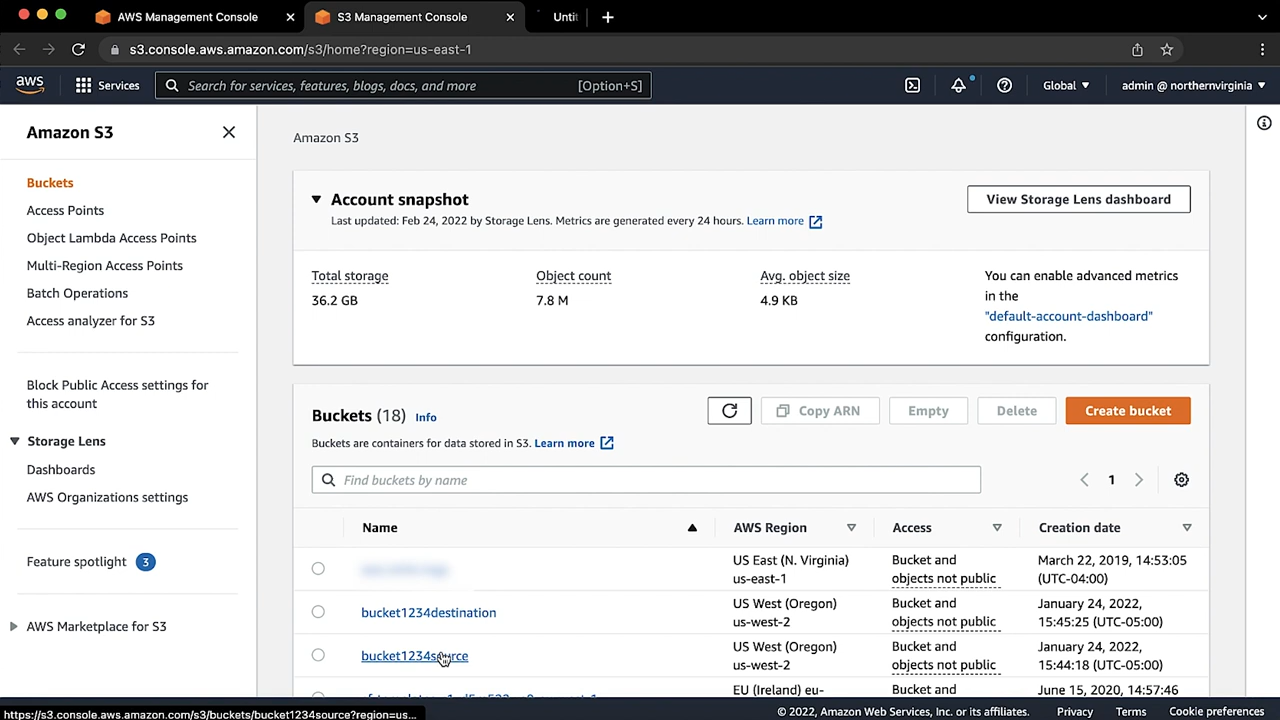 AWS Management Console
S3 Management Console
Untit
s3.console.aws.amazon.com/s3/home?region=us-east-1
aws
Services
Search for services, features, blogs, docs, and more
[Option+S]
Global
admin @ northernvirginia
Amazon S3
Buckets
Access Points
Object Lambda Access Points
Multi-Region Access Points
Batch Operations
Access analyzer for S3
Block Public Access settings for
this account
Storage Lens
Dashboards
AWS Organizations settings
Feature spotlight
3
AWS Marketplace for S3
Amazon S3
Account snapshot
Last updated: Feb 24, 2022 by Storage Lens. Metrics are generated every 24 hours. Learn more
View Storage Lens dashboard
Total storage
36.2 GB
Object count
7.8 M
Avg. object size
4.9 KB
You can enable advanced metrics
in the
"default-account-dashboard"
configuration.
Buckets (18) Info
Buckets are containers for data stored in S3. Learn more
Copy ARN
Empty
Delete
Create bucket
Find buckets by name
1
Name
AWS Region
Access
Creation date
US East (N. Virginia)
us-east-1
Bucket and
objects not public
March 22, 2019, 14:53:05
(UTC-04:00)
bucket1234destination
US West (Oregon)
us-west-2
Bucket and
objects not public
January 24, 2022,
15:45:25 (UTC-05:00)
bucket1234source
US West (Oregon)
us-west-2
Bucket and
objects not public
January 24, 2022,
15:44:18 (UTC-05:00)
EU (Ireland) eu-
Bucket and
June 15, 2020, 14:57:46
https://s3.console.aws.amazon.com/s3/buckets/bucket1234source?region=us...
© 2022, Amazon Web Services, Inc. or its affiliates.
Privacy
Terms
Cookie preferences